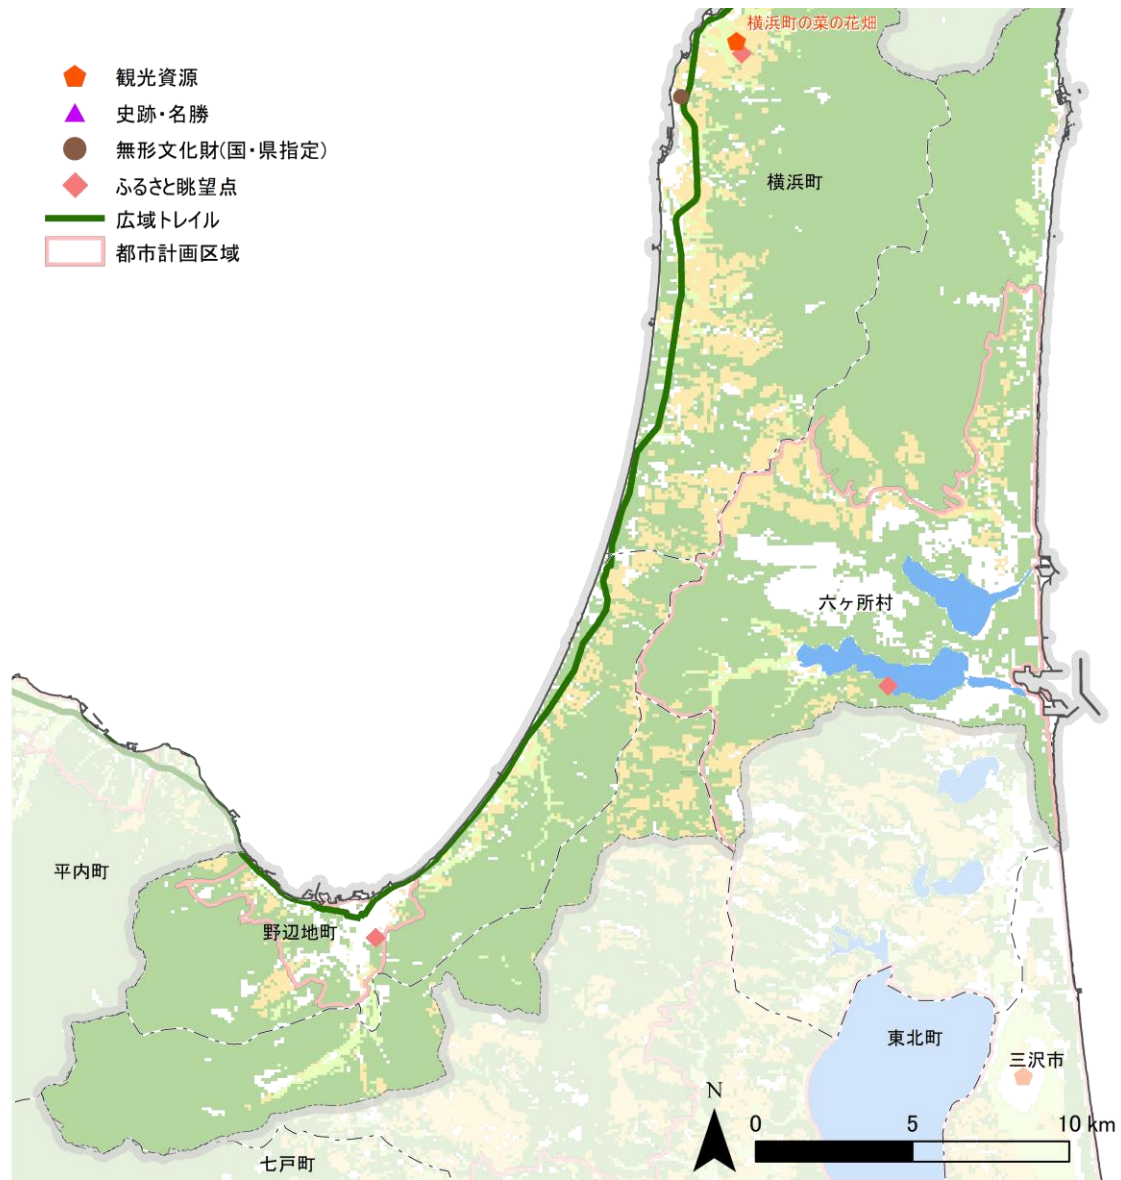 横浜町の菜の花畑
観光資源
史跡・名勝
無形文化財(国・県指定)
ふるさと眺望点
広域トレイル
都市計画区域
横浜町
六ヶ所村
平内町
野辺地町
東北町
三沢市
七戸町
N
0 5 10 km